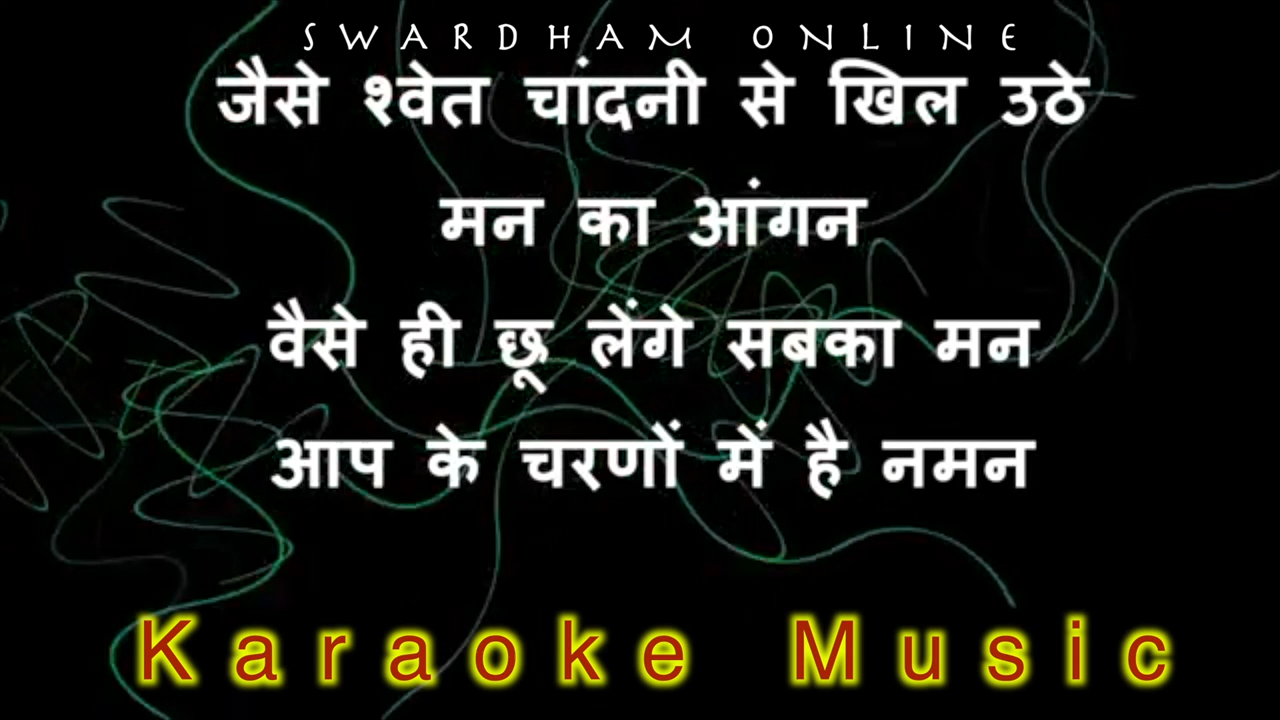 SWARDHAM ONLINE
जैसे श्वेत चांदनी से खिल उठे
मन का आंगन
वैसे ही छू लेंगे सबका मन
आप के चरणों में है नमन
Karaoke Music